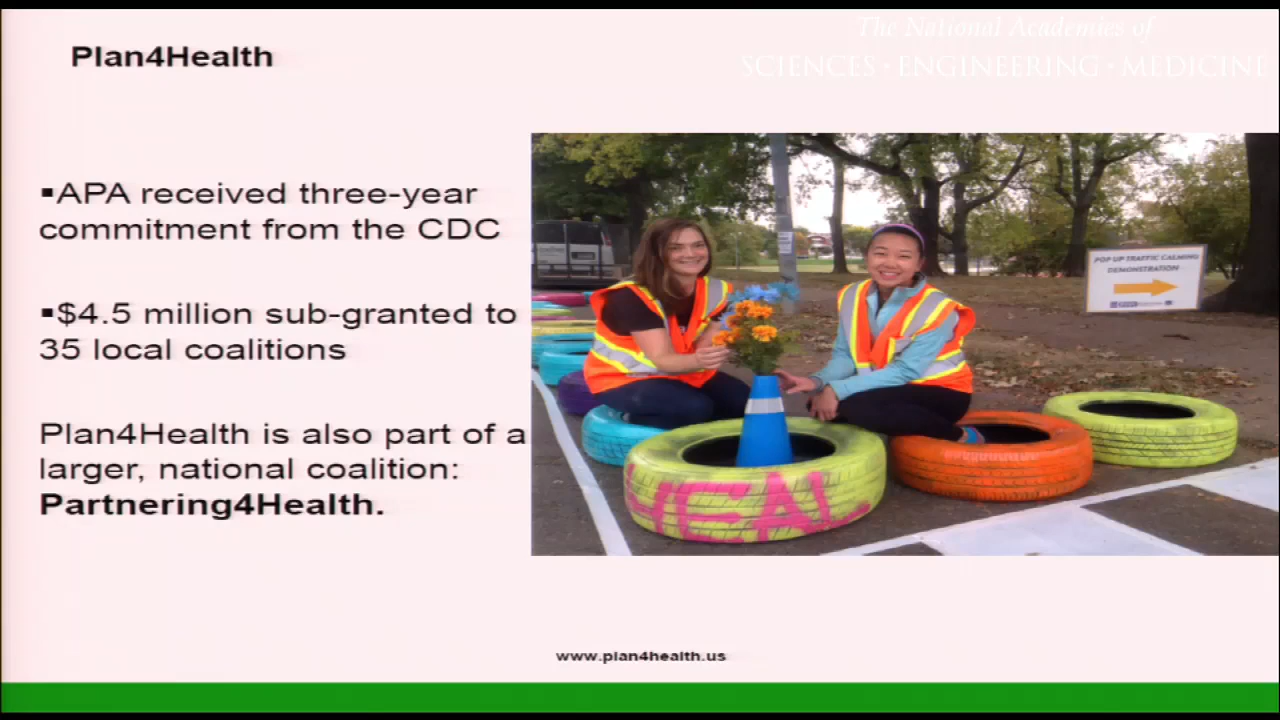 The National Academies of
SCIENCES · ENGINEERING · MEDICINE
Plan4Health
▪APA received three-year
commitment from the CDC
▪$4.5 million sub-granted to
35 local coalitions
Plan4Health is also part of a
larger, national coalition:
Partnering4Health.
POP UP TRAFFIC CALMING
DEMONSTRATION
HEAL
www.plan4health.us